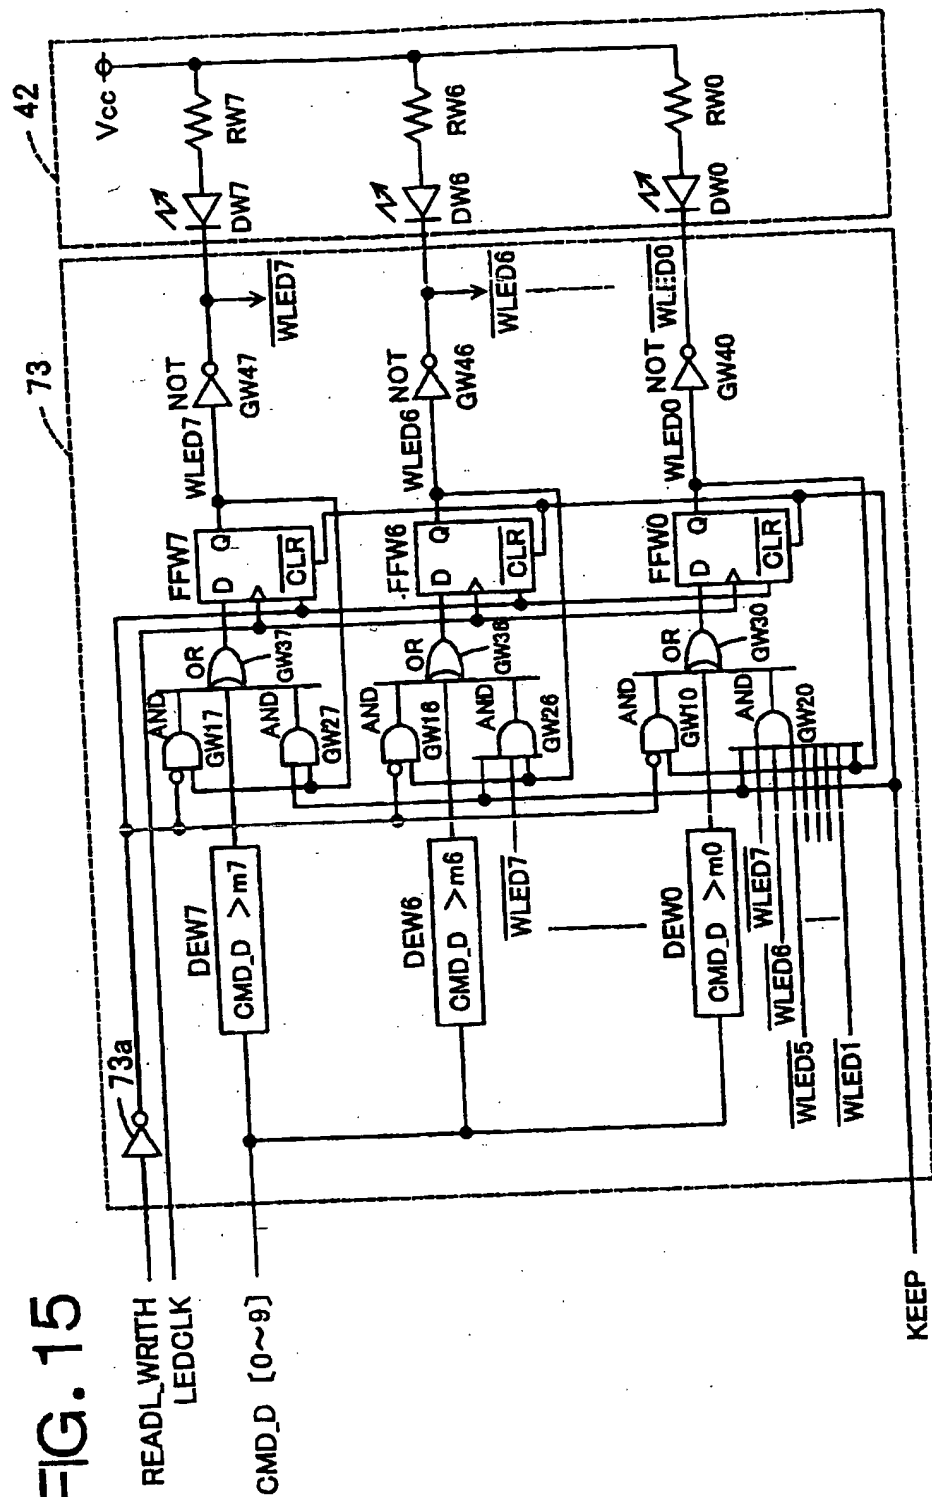 FIG. 15
42
73
Vcc
RW7
DW7
WLED7
NOT
GW47
WLED7
FFW7
D Q
CLR
OR
GW37
AND
GW17
AND
GW27
DEW7
CMD_D >m7
73a
READL_WRITH
LEDCLK
CMD_D [0~9]
RW6
DW6
WLED6
NOT
GW46
WLED6
FFW6
D Q
CLR
OR
GW36
AND
GW16
AND
GW26
DEW6
CMD_D >m6
WLED7
RW0
DW0
WLED0
NOT
GW40
WLED0
FFW0
D Q
CLR
OR
GW30
AND
GW10
AND
GW20
DEW0
CMD_D >m0
WLED7
WLED6
WLED5
WLED1
KEEP